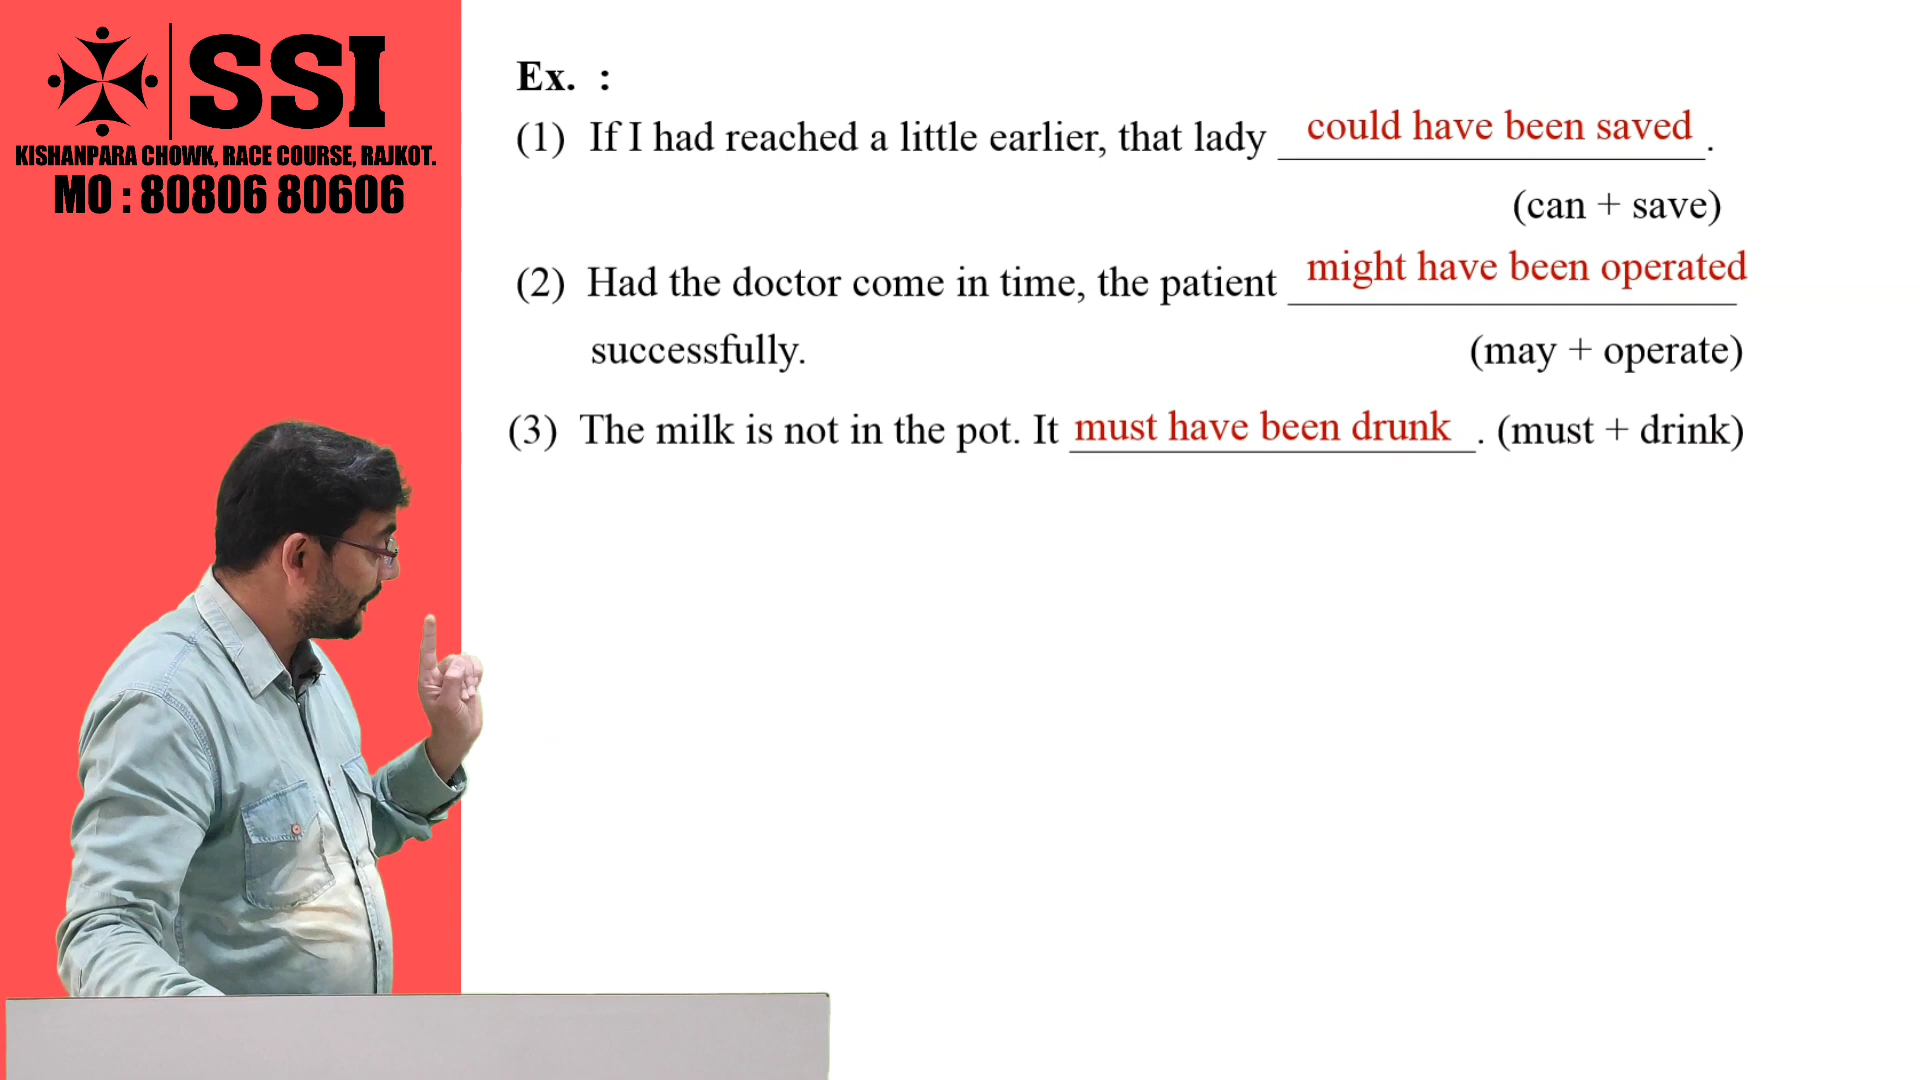 SSI
KISHANPARA CHOWK, RACE COURSE, RAJKOT.
MO : 80806 80606
Ex. :
(1) If I had reached a little earlier, that lady could have been saved.
(can + save)
(2) Had the doctor come in time, the patient might have been operated
successfully. (may + operate)
(3) The milk is not in the pot. It must have been drunk. (must + drink)